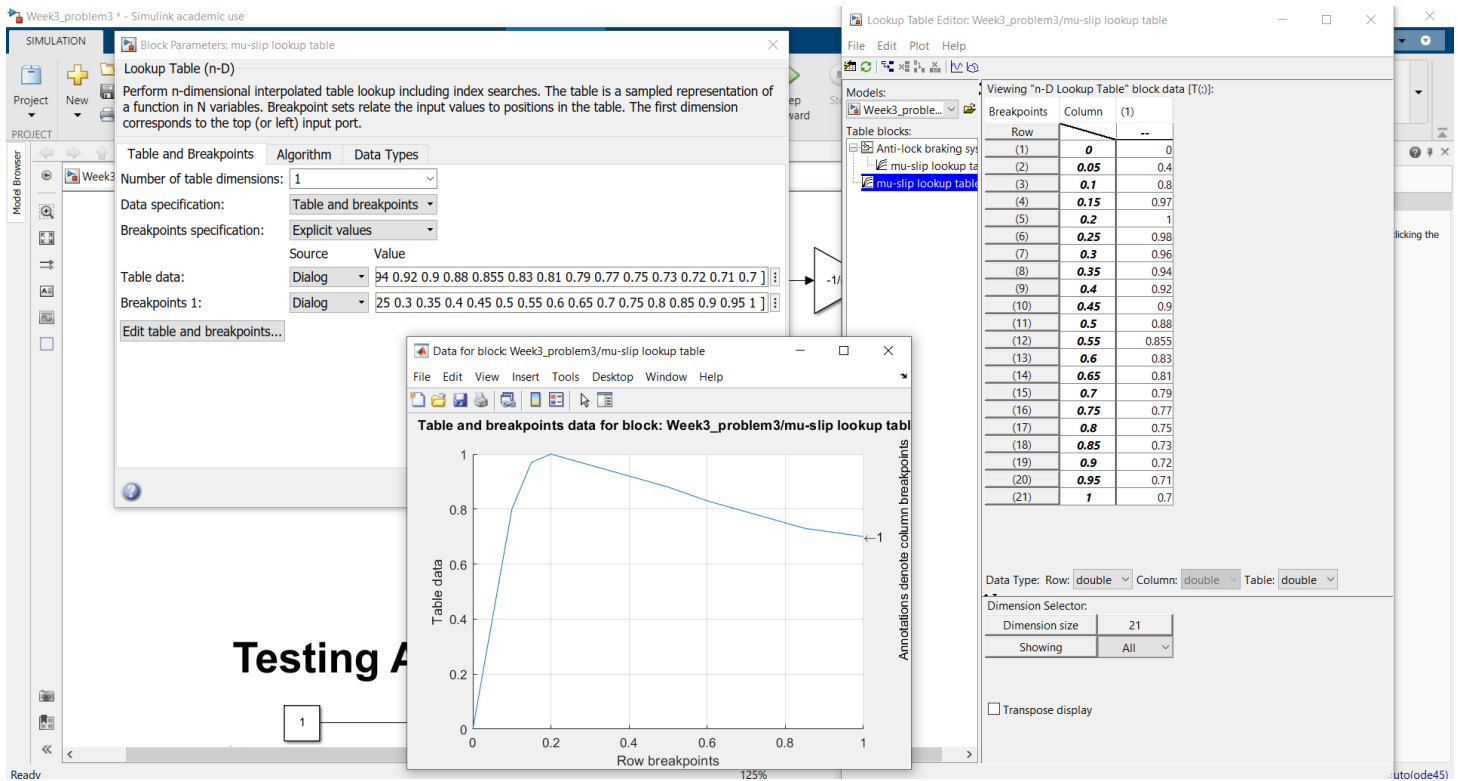 Week3_problem3 * - Simulink academic use
SIMULATION
Project
New
PROJECT
Model Browser
Week3
Block Parameters: mu-slip lookup table
Lookup Table (n-D)
Perform n-dimensional interpolated table lookup including index searches. The table is a sampled representation of
a function in N variables. Breakpoint sets relate the input values to positions in the table. The first dimension
corresponds to the top (or left) input port.
Table and Breakpoints Algorithm Data Types
Number of table dimensions: 1
Data specification: Table and breakpoints
Breakpoints specification: Explicit values
Source Value
Table data: Dialog 94 0.92 0.9 0.88 0.855 0.83 0.81 0.79 0.77 0.75 0.73 0.72 0.71 0.7 ]
Breakpoints 1: Dialog 25 0.3 0.35 0.4 0.45 0.5 0.55 0.6 0.65 0.7 0.75 0.8 0.85 0.9 0.95 1 ]
Edit table and breakpoints...
-1/
Testing A
1
Ready
125%
auto(ode45)
licking the
Data for block: Week3_problem3/mu-slip lookup table
File Edit View Insert Tools Desktop Window Help
Table and breakpoints data for block: Week3_problem3/mu-slip lookup tabl
1
0.8
0.6
0.4
0.2
0
Table data
0 0.2 0.4 0.6 0.8 1
Row breakpoints
←1
Annotations denote column breakpoints
Lookup Table Editor: Week3_problem3/mu-slip lookup table
File Edit Plot Help
Models:
Week3_proble...
Table blocks:
Anti-lock braking sys
mu-slip lookup ta
mu-slip lookup table
Viewing "n-D Lookup Table" block data [T(:)]:
Breakpoints Column (1)
Row --
(1) 0 0
(2) 0.05 0.4
(3) 0.1 0.8
(4) 0.15 0.97
(5) 0.2 1
(6) 0.25 0.98
(7) 0.3 0.96
(8) 0.35 0.94
(9) 0.4 0.92
(10) 0.45 0.9
(11) 0.5 0.88
(12) 0.55 0.855
(13) 0.6 0.83
(14) 0.65 0.81
(15) 0.7 0.79
(16) 0.75 0.77
(17) 0.8 0.75
(18) 0.85 0.73
(19) 0.9 0.72
(20) 0.95 0.71
(21) 1 0.7
Data Type: Row: double Column: double Table: double
Dimension Selector:
Dimension size 21
Showing All
Transpose display